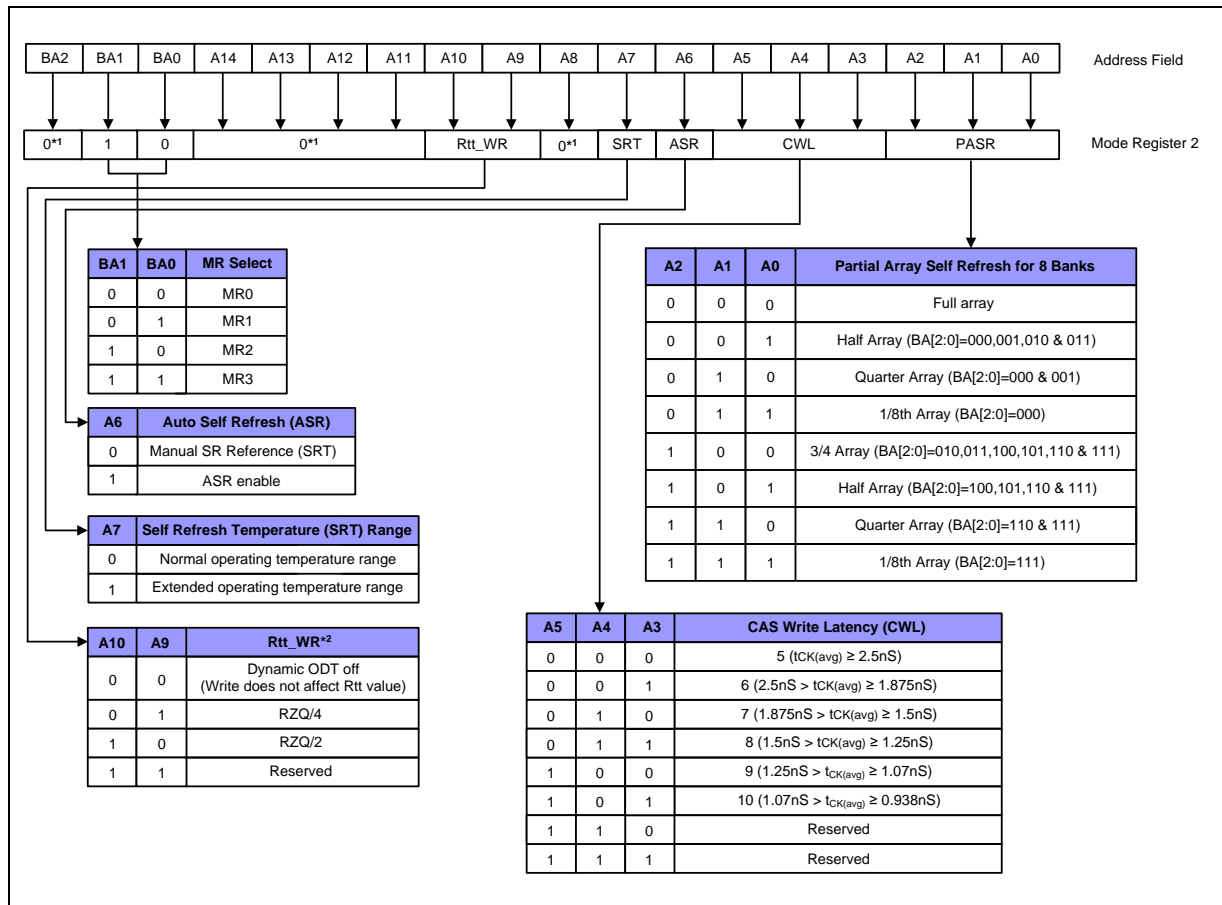 BA2 BA1 BA0 A14 A13 A12 A11 A10 A9 A8 A7 A6 A5 A4 A3 A2 A1 A0 Address Field
0*1 1 0 0*1 Rtt_WR 0*1 SRT ASR CWL PASR Mode Register 2
BA1 BA0 MR Select
0 0 MR0
0 1 MR1
1 0 MR2
1 1 MR3
A6 Auto Self Refresh (ASR)
0 Manual SR Reference (SRT)
1 ASR enable
A7 Self Refresh Temperature (SRT) Range
0 Normal operating temperature range
1 Extended operating temperature range
A10 A9 Rtt_WR*2
0 0 Dynamic ODT off
(Write does not affect Rtt value)
0 1 RZQ/4
1 0 RZQ/2
1 1 Reserved
A2 A1 A0 Partial Array Self Refresh for 8 Banks
0 0 0 Full array
0 0 1 Half Array (BA[2:0]=000,001,010 & 011)
0 1 0 Quarter Array (BA[2:0]=000 & 001)
0 1 1 1/8th Array (BA[2:0]=000)
1 0 0 3/4 Array (BA[2:0]=010,011,100,101,110 & 111)
1 0 1 Half Array (BA[2:0]=100,101,110 & 111)
1 1 0 Quarter Array (BA[2:0]=110 & 111)
1 1 1 1/8th Array (BA[2:0]=111)
A5 A4 A3 CAS Write Latency (CWL)
0 0 0 5 (tCK(avg) ≥ 2.5nS)
0 0 1 6 (2.5nS > tCK(avg) ≥ 1.875nS)
0 1 0 7 (1.875nS > tCK(avg) ≥ 1.5nS)
0 1 1 8 (1.5nS > tCK(avg) ≥ 1.25nS)
1 0 0 9 (1.25nS > tCK(avg) ≥ 1.07nS)
1 0 1 10 (1.07nS > tCK(avg) ≥ 0.938nS)
1 1 0 Reserved
1 1 1 Reserved